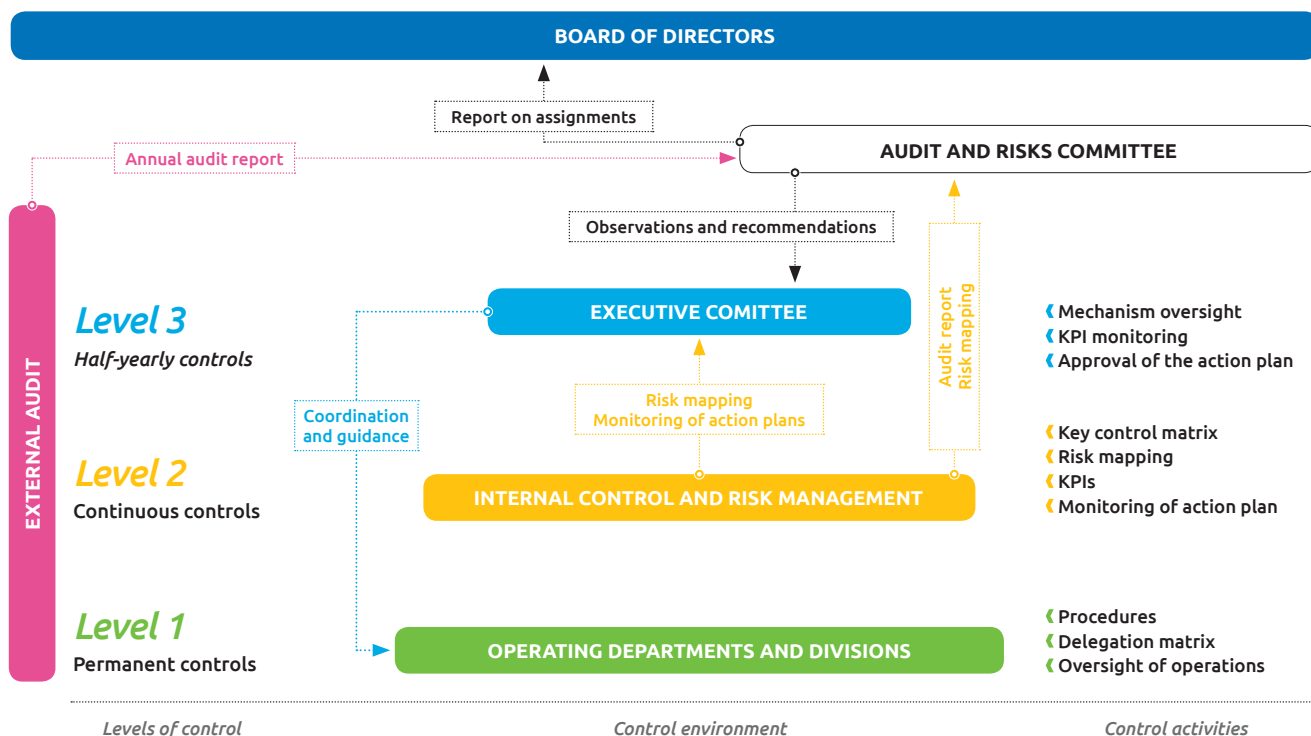 BOARD OF DIRECTORS
Report on assignments
Annual audit report
AUDIT AND RISKS COMMITTEE
Observations and recommendations
EXTERNAL AUDIT
Level 3
Half-yearly controls
EXECUTIVE COMITTEE
Audit report
Risk mapping
Mechanism oversight
KPI monitoring
Approval of the action plan
Coordination
and guidance
Risk mapping
Monitoring of action plans
Level 2
Continuous controls
INTERNAL CONTROL AND RISK MANAGEMENT
Key control matrix
Risk mapping
KPIs
Monitoring of action plan
Level 1
Permanent controls
OPERATING DEPARTMENTS AND DIVISIONS
Procedures
Delegation matrix
Oversight of operations
Levels of control
Control environment
Control activities